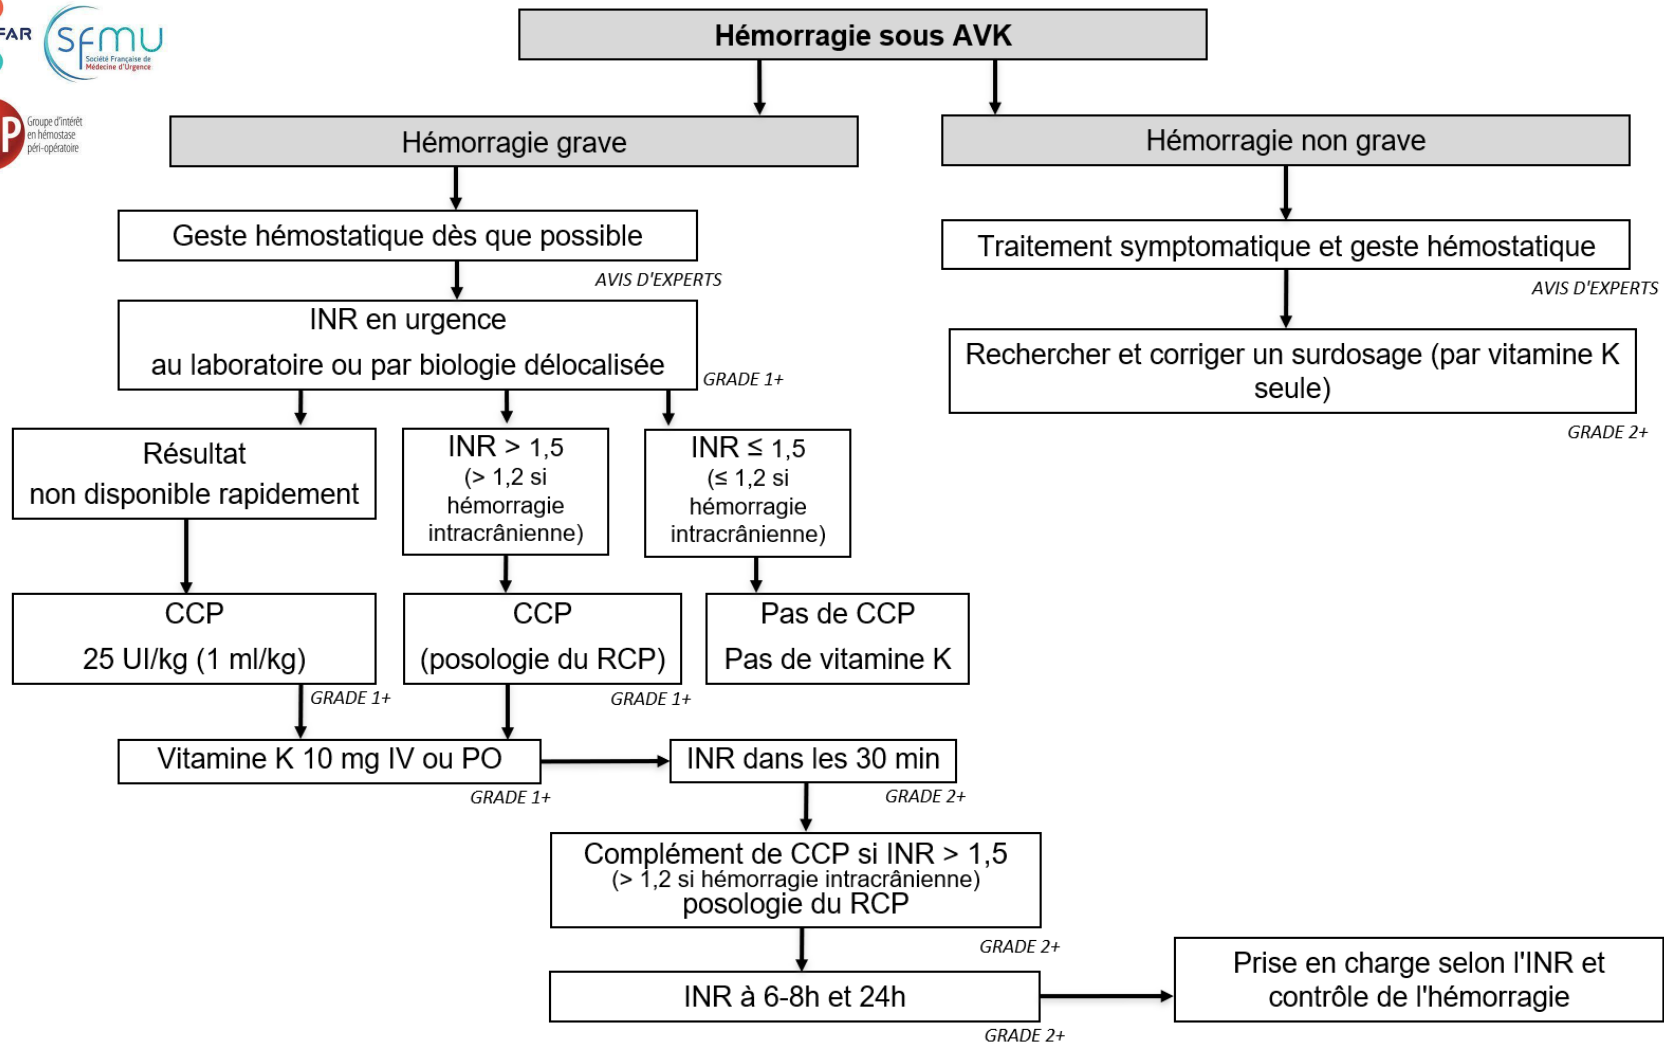 FAR
sfmu
Société Française de
Médecine d'Urgence
P
Groupe d'intérêt
en hémostase
péri-opératoire
Hémorragie sous AVK
Hémorragie grave
Hémorragie non grave
Geste hémostatique dès que possible
AVIS D'EXPERTS
Traitement symptomatique et geste hémostatique
AVIS D'EXPERTS
INR en urgence
au laboratoire ou par biologie délocalisée
GRADE 1+
Rechercher et corriger un surdosage (par vitamine K
seule)
GRADE 2+
Résultat
non disponible rapidement
INR > 1,5
(> 1,2 si
hémorragie
intracrânienne)
INR ≤ 1,5
(≤ 1,2 si
hémorragie
intracrânienne)
CCP
25 UI/kg (1 ml/kg)
GRADE 1+
CCP
(posologie du RCP)
GRADE 1+
Pas de CCP
Pas de vitamine K
Vitamine K 10 mg IV ou PO
GRADE 1+
INR dans les 30 min
GRADE 2+
Complément de CCP si INR > 1,5
(> 1,2 si hémorragie intracrânienne)
posologie du RCP
GRADE 2+
INR à 6-8h et 24h
GRADE 2+
Prise en charge selon l'INR et
contrôle de l'hémorragie